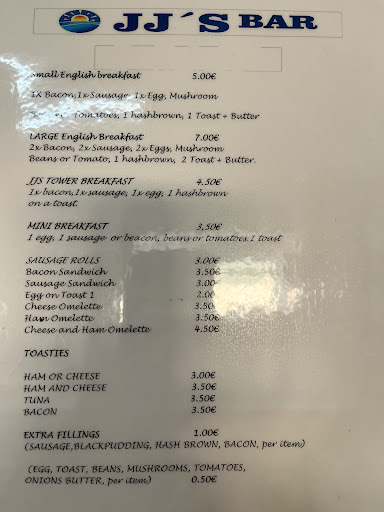 JJ´S BAR
Small English breakfast 5.00€
1x Bacon, 1x Sausage, 1x Egg, Mushroom
Tomatoes, 1 hashbrown, 1 Toast + Butter
LARGE English Breakfast 7.00€
2x Bacon, 2x Sausage, 2x Eggs, Mushroom
Beans or Tomato, 1 hashbrown, 2 Toast + Butter.
JJS TOWER BREAKFAST 4.50€
1x bacon, 1x sausage, 1x egg, 1 hashbrown
on a toast.
MINI BREAKFAST 3,50€
1 egg, 1 sausage or beacon, beans or tomatoes.1 toast
SAUSAGE ROLLS 3.00€
Bacon Sandwich 3.50€
Sausage Sandwich 3.00€
Egg on Toast 1 2.00€
Cheese Omelette 3.50€
Ham Omelette 3.50€
Cheese and Ham Omelette 4.50€
TOASTIES
HAM OR CHEESE 3.00€
HAM AND CHEESE 3.50€
TUNA 3.50€
BACON 3.50€
EXTRA FILLINGS 1.00€
(SAUSAGE,BLACKPUDDING, HASH BROWN, BACON, per item)
(EGG, TOAST, BEANS, MUSHROOMS, TOMATOES,
ONIONS BUTTER, per item) 0.50€